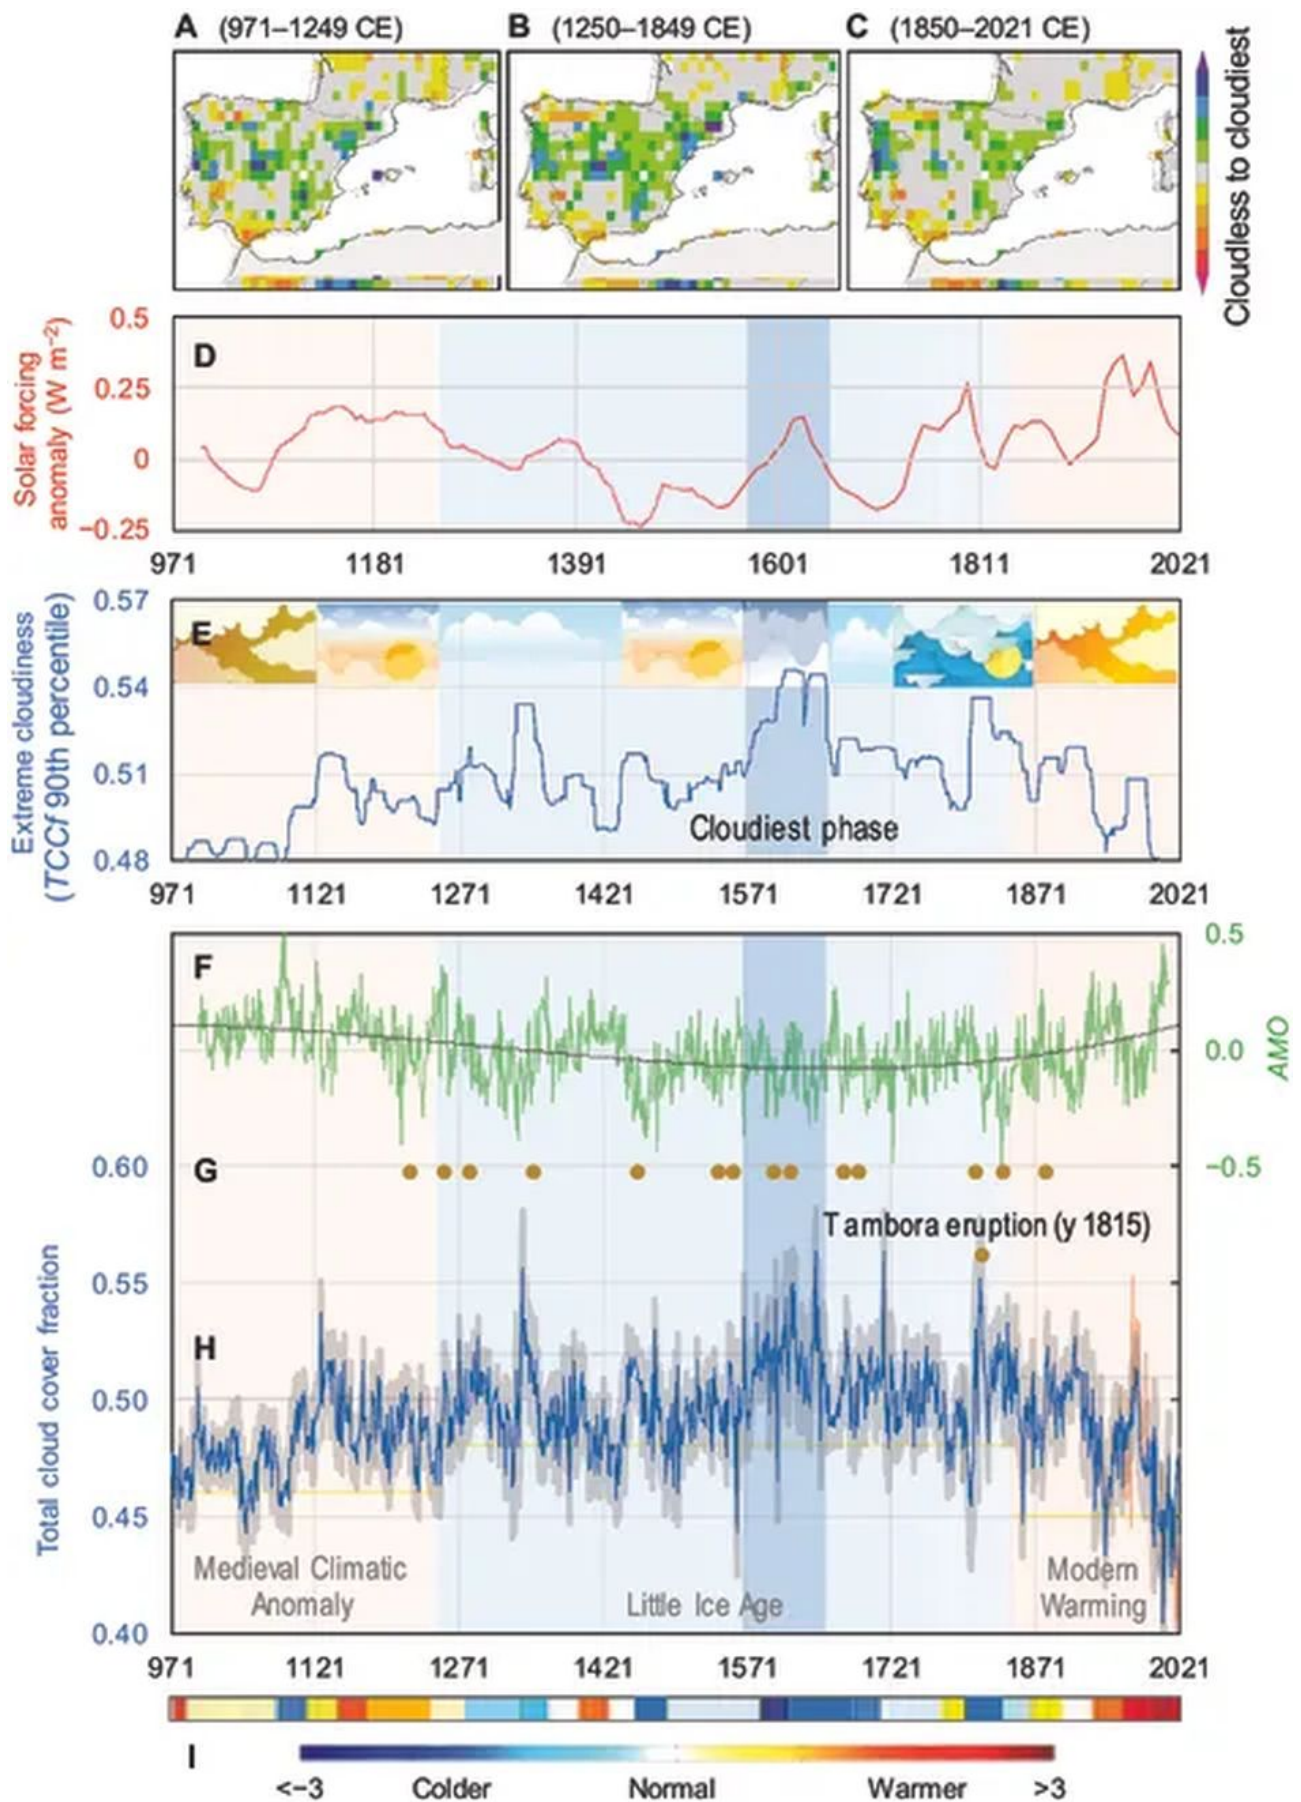 A (971–1249 CE)
B (1250–1849 CE)
C (1850–2021 CE)
Cloudless to cloudiest
D
Solar forcing
anomaly (W m⁻²)
0.5
0.25
0
−0.25
971 1181 1391 1601 1811 2021
E
Extreme cloudiness
(TCCf 90th percentile)
0.57
0.54
0.51
0.48
Cloudiest phase
971 1121 1271 1421 1571 1721 1871 2021
F
0.5
0.0
−0.5
AMO
G
Tambora eruption (y 1815)
H
Total cloud cover fraction
0.60
0.55
0.50
0.45
0.40
Medieval Climatic
Anomaly
Little Ice Age
Modern
Warming
971 1121 1271 1421 1571 1721 1871 2021
I
<−3 Colder Normal Warmer >3